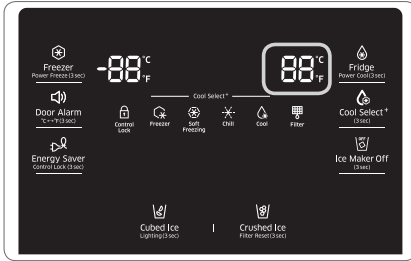 Freezer
Power Freeze (3 sec)
-88 °C °F
88 °C °F
Fridge
Power Cool (3 sec)
Door Alarm
°C↔°F (3 sec)
Cool Select+
Control Lock
Freezer
Soft Freezing
Chill
Cool
Filter
Cool Select+
(3 sec)
Energy Saver
Control Lock (3 sec)
OFF
Ice Maker Off
(3 sec)
Cubed Ice
Lighting (3 sec)
|
Crushed Ice
Filter Reset (3 sec)